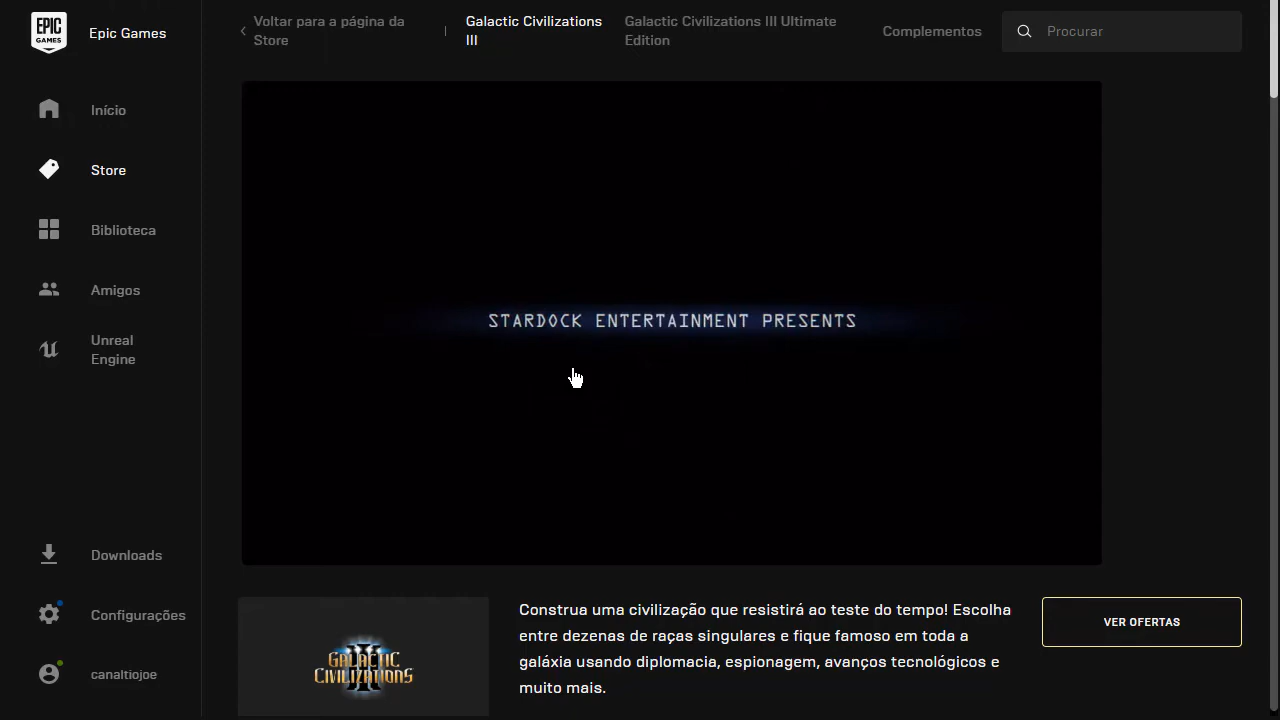 EPIC
GAMES
Epic Games
Voltar para a página da
Store
Galactic Civilizations
III
Galactic Civilizations III Ultimate
Edition
Complementos
Procurar
Início
Store
Biblioteca
Amigos
Unreal
Engine
Downloads
Configurações
canaltiojoe
STARDOCK ENTERTAINMENT PRESENTS
III
GALACTIC
CIVILIZATIONS
Construa uma civilização que resistirá ao teste do tempo! Escolha
entre dezenas de raças singulares e fique famoso em toda a
galáxia usando diplomacia, espionagem, avanços tecnológicos e
muito mais.
VER OFERTAS